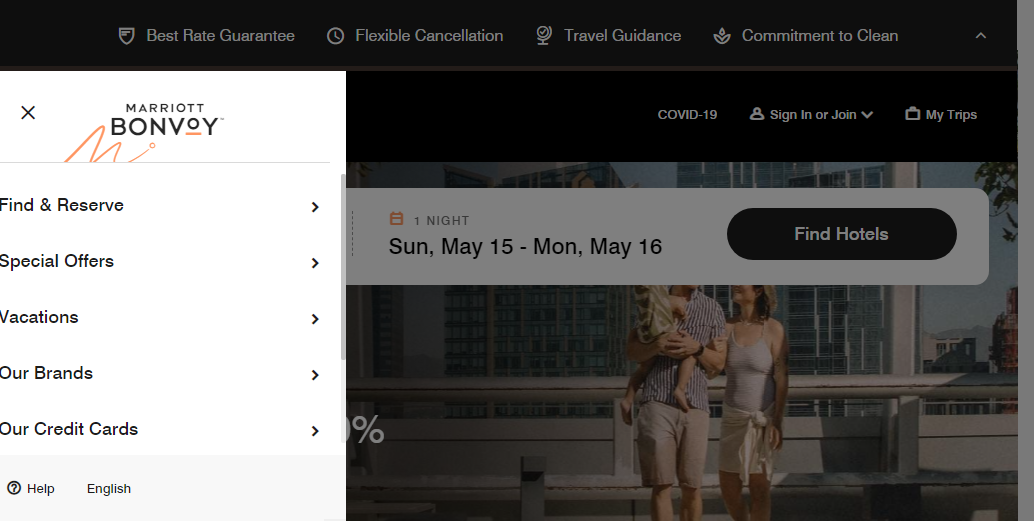 Best Rate Guarantee Flexible Cancellation Travel Guidance Commitment to Clean
MARRIOTT
BONVOY™
COVID-19 Sign In or Join My Trips
Find & Reserve
Special Offers
Vacations
Our Brands
Our Credit Cards
Help English
1 NIGHT
Sun, May 15 - Mon, May 16
Find Hotels